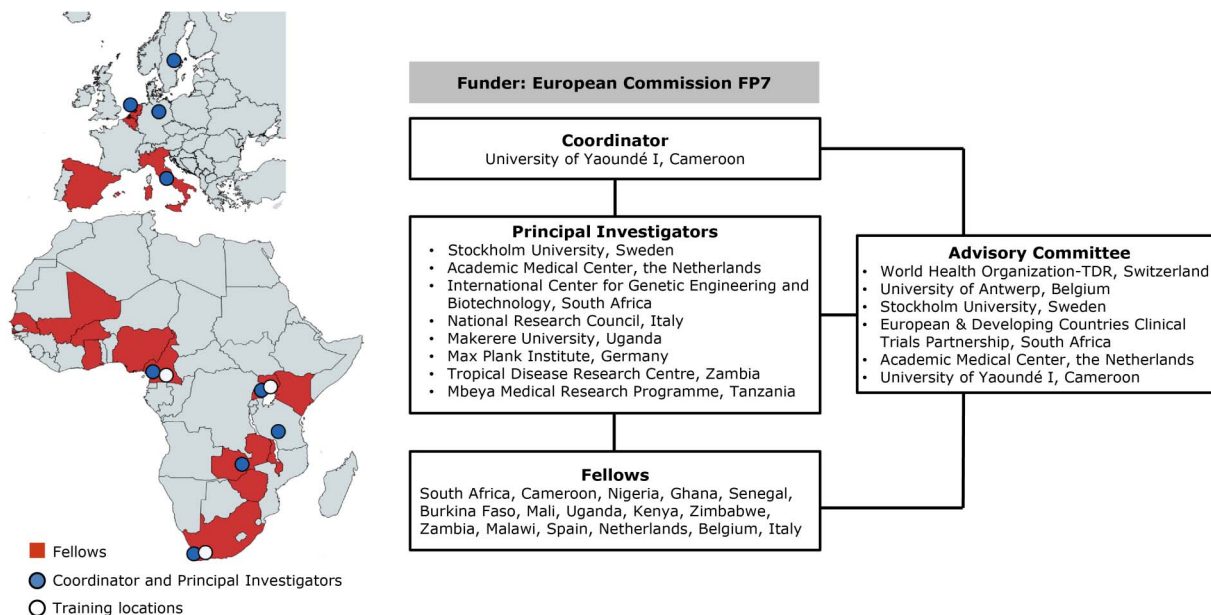 Funder: European Commission FP7
Coordinator
University of Yaoundé I, Cameroon
Principal Investigators
• Stockholm University, Sweden
• Academic Medical Center, the Netherlands
• International Center for Genetic Engineering and
Biotechnology, South Africa
• National Research Council, Italy
• Makerere University, Uganda
• Max Plank Institute, Germany
• Tropical Disease Research Centre, Zambia
• Mbeya Medical Research Programme, Tanzania
Advisory Committee
• World Health Organization-TDR, Switzerland
• University of Antwerp, Belgium
• Stockholm University, Sweden
• European & Developing Countries Clinical
Trials Partnership, South Africa
• Academic Medical Center, the Netherlands
• University of Yaoundé I, Cameroon
Fellows
South Africa, Cameroon, Nigeria, Ghana, Senegal,
Burkina Faso, Mali, Uganda, Kenya, Zimbabwe,
Zambia, Malawi, Spain, Netherlands, Belgium, Italy
Fellows
Coordinator and Principal Investigators
Training locations